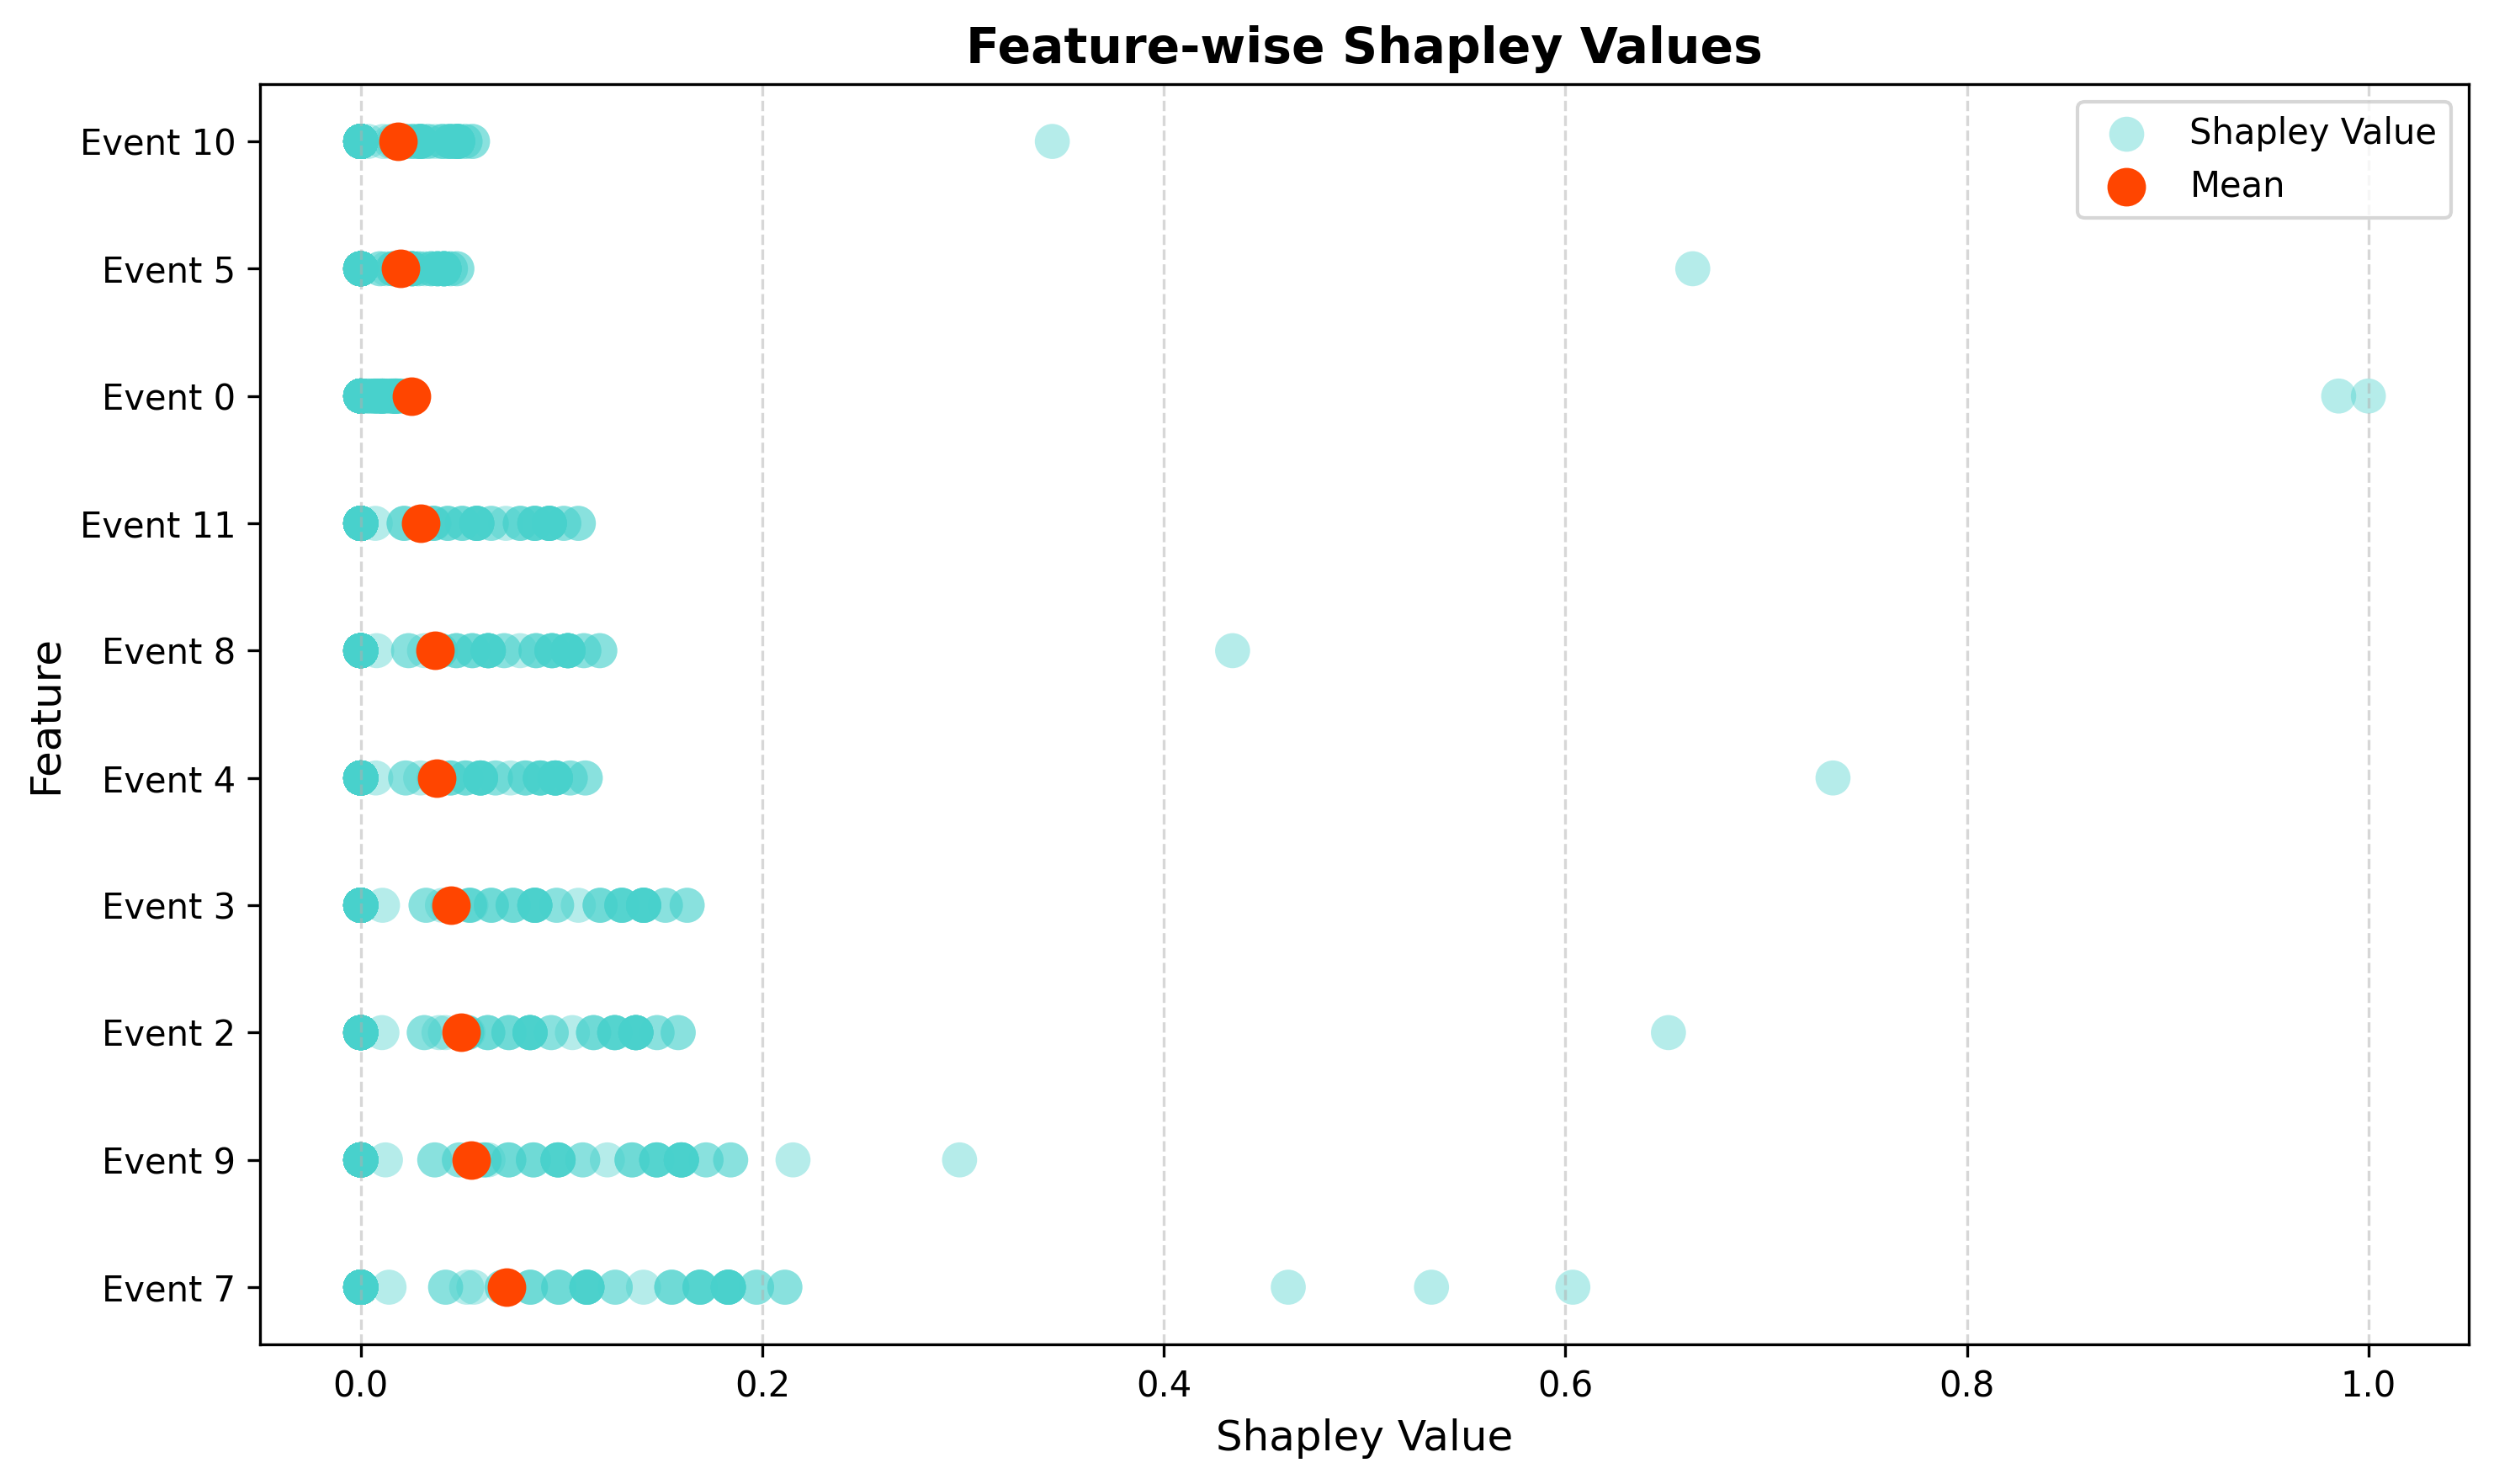 Feature-wise Shapley Values
Shapley Value
Mean
Feature
Event 10
Event 5
Event 0
Event 11
Event 8
Event 4
Event 3
Event 2
Event 9
Event 7
0.0 0.2 0.4 0.6 0.8 1.0
Shapley Value